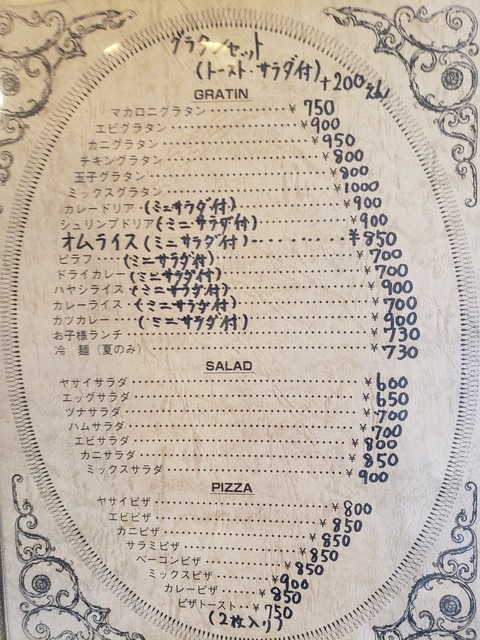 グラタンセット
(トースト・サラダ付)+200えん
GRATIN
マカロニグラタン ¥750
エビグラタン ¥900
カニグラタン ¥950
チキングラタン ¥800
玉子グラタン ¥800
ミックスグラタン ¥1000
カレードリア(ミニサラダ付) ¥900
シュリンプドリア(ミニサラダ付) ¥900
オムライス(ミニサラダ付) ¥850
ピラフ(ミニサラダ付) ¥700
ドライカレー(ミニサラダ付) ¥700
ハヤシライス(ミニサラダ付) ¥900
カレーライス(ミニサラダ付) ¥700
カツカレー(ミニサラダ付) ¥900
お子様ランチ ¥730
冷 麺(夏のみ) ¥730
SALAD
ヤサイサラダ ¥600
エッグサラダ ¥650
ツナサラダ ¥700
ハムサラダ ¥700
エビサラダ ¥800
カニサラダ ¥850
ミックスサラダ ¥900
PIZZA
ヤサイピザ ¥800
エビピザ ¥850
カニピザ ¥850
サラミピザ ¥850
ベーコンピザ ¥850
ミックスピザ ¥900
カレーピザ ¥850
ピザトースト ¥750
(2枚入り)